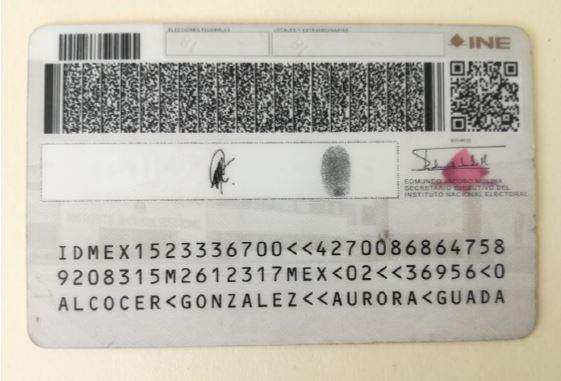 ELECCIONES FEDERALES LOCALES Y EXTRAORDINARIAS
INE
EDMUNDO JACOBO MOLINA
SECRETARIO EJECUTIVO DEL
INSTITUTO NACIONAL ELECTORAL
IDMEX1523336700<<4270086864758
9208315M2612317MEX<02<<36956<0
ALCOCER<GONZALEZ<<AURORA<GUADA